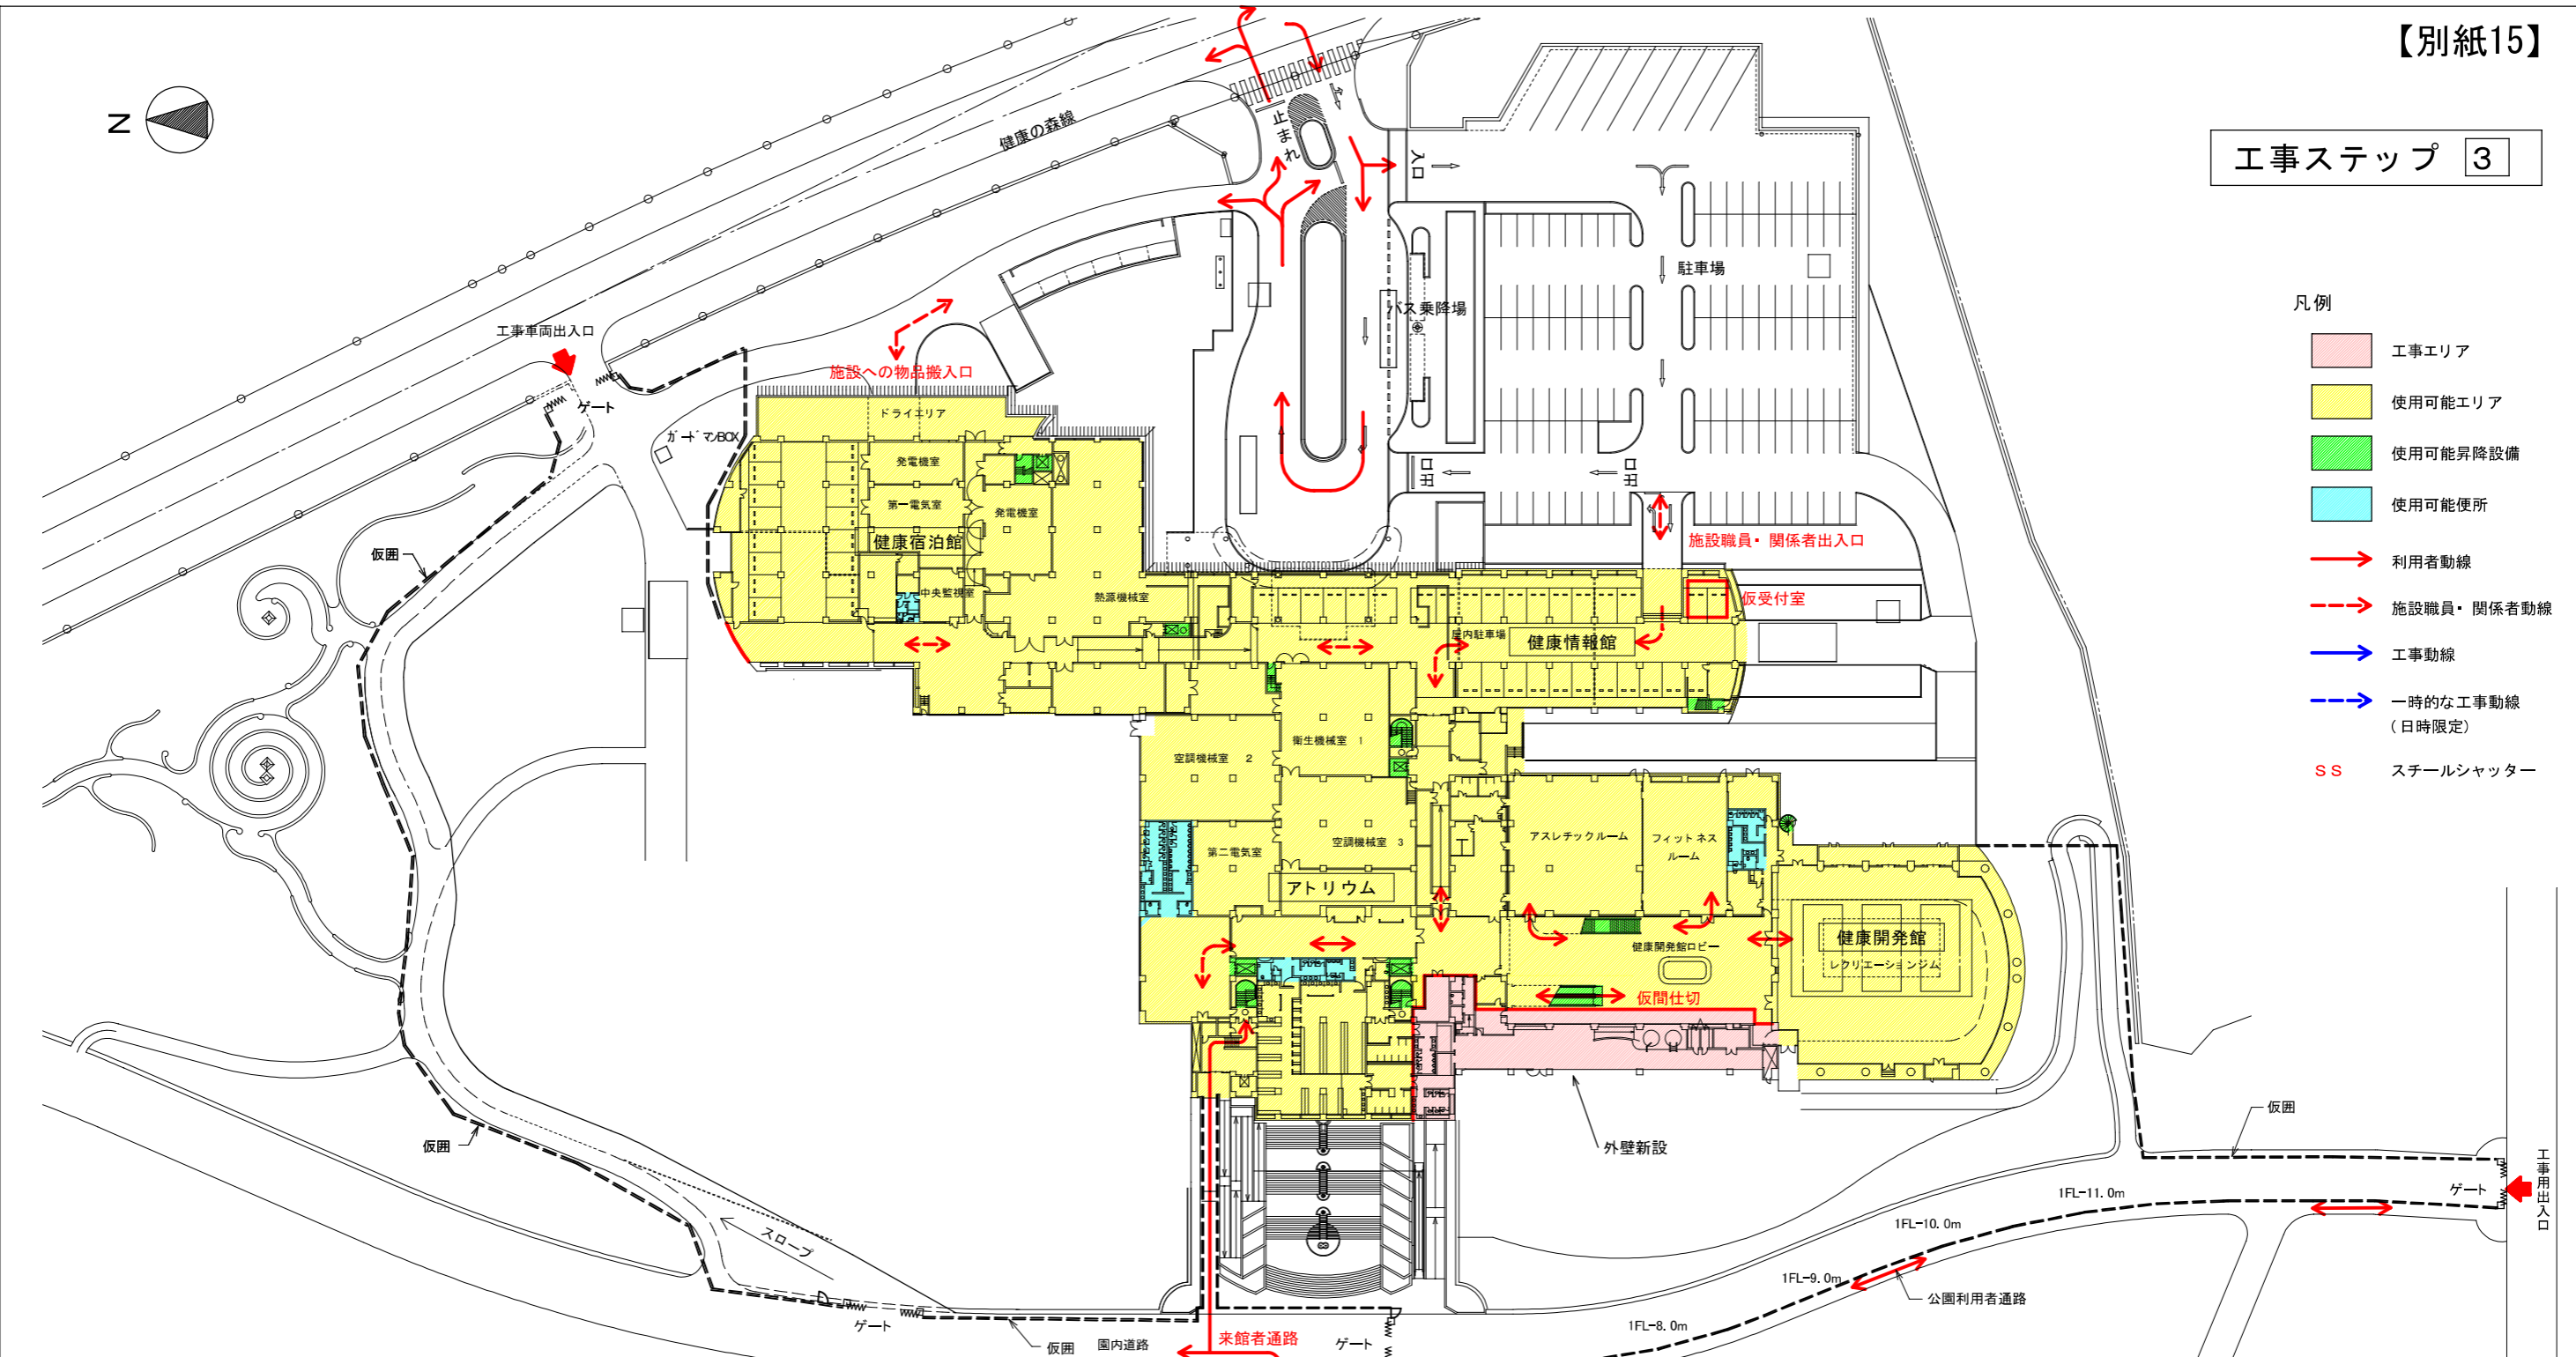 【別紙15】
工事ステップ 3
N
健康の森線
止まれ
入口
駐車場
バス乗降場
出口
出口
工事車両出入口
ゲート
ガードマンBOX
施設への物品搬入口
ドライエリア
発電機室
第一電気室
発電機室
健康宿泊館
中央監視室
熱源機械室
仮囲
施設職員・関係者出入口
仮受付室
屋内駐車場
健康情報館
凡例
工事エリア
使用可能エリア
使用可能昇降設備
使用可能便所
利用者動線
施設職員・関係者動線
工事動線
一時的な工事動線
(日時限定)
SS スチールシャッター
空調機械室 2
衛生機械室 1
空調機械室 3
第二電気室
アトリウム
アスレチックルーム
フィットネス
ルーム
健康開発館ロビー
健康開発館
レクリエーションジム
仮間仕切
外壁新設
仮囲
仮囲
スロープ
ゲート
仮囲
園内道路
来館者通路
ゲート
1FL-8.0m
1FL-9.0m
1FL-10.0m
1FL-11.0m
公園利用者通路
ゲート
工事用出入口